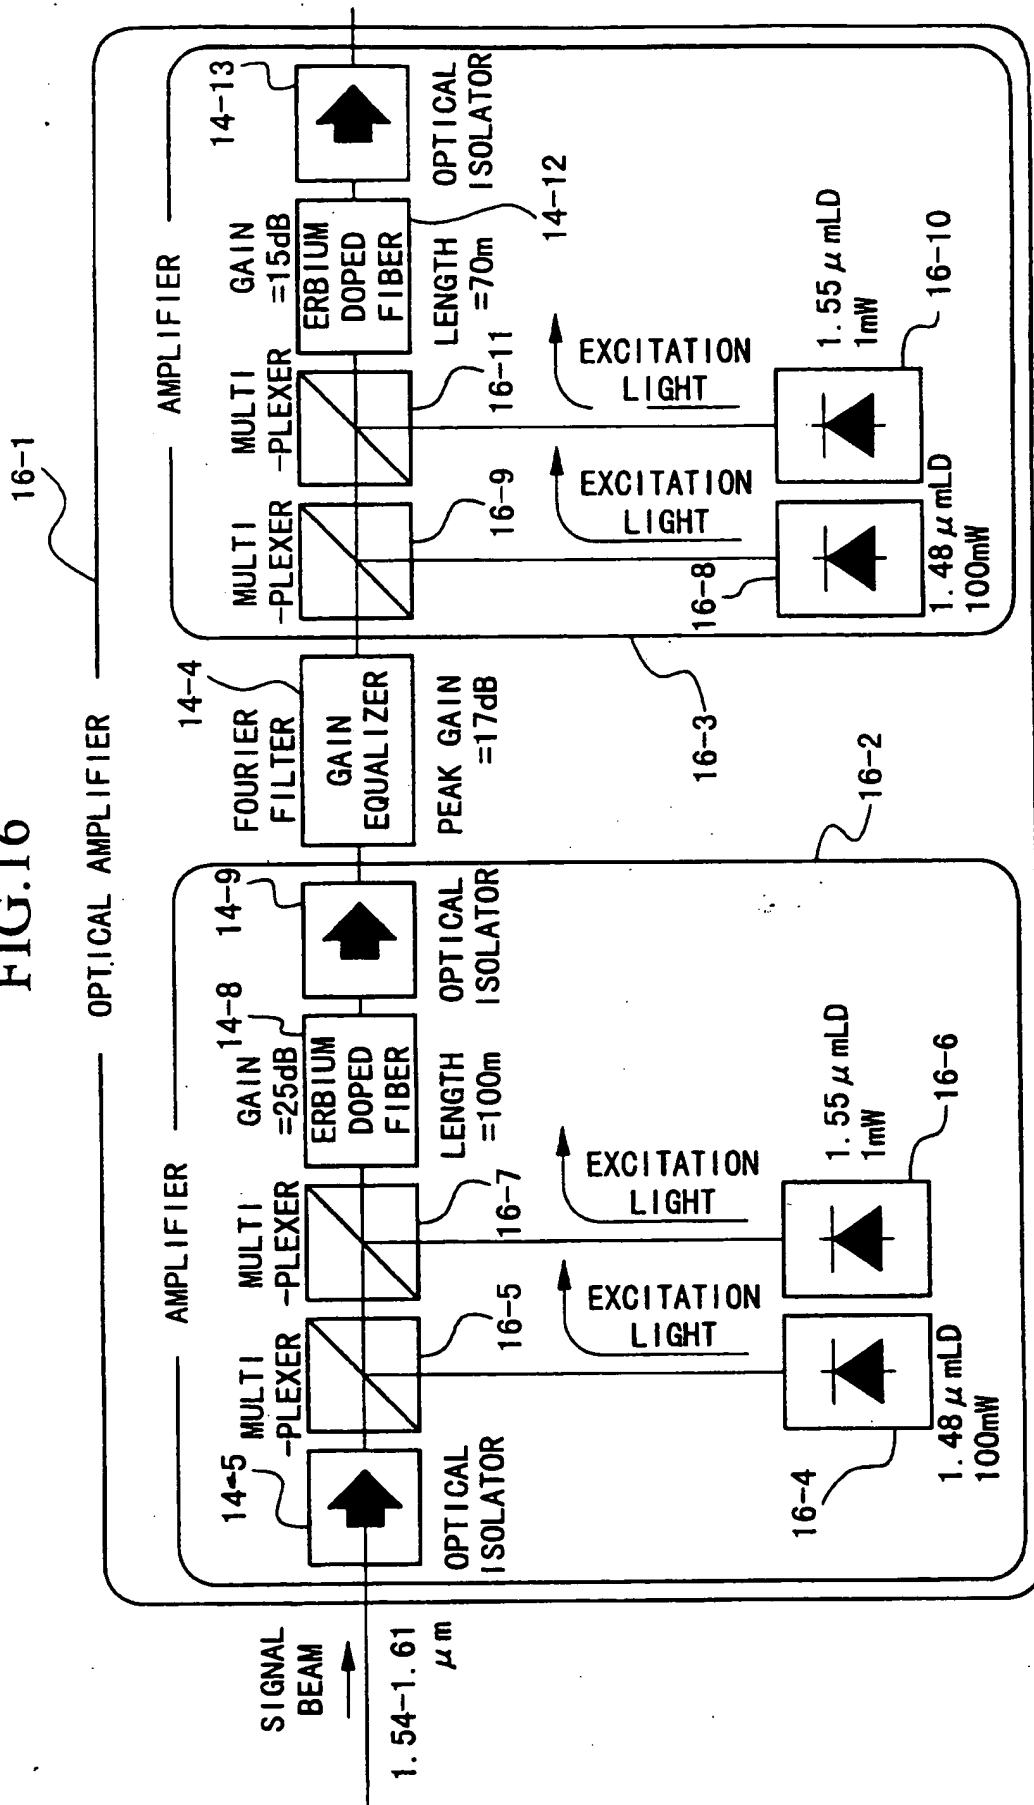 FIG.16
16-1
OPTICAL AMPLIFIER
AMPLIFIER
SIGNAL
BEAM
1.54-1.61
μm
14-5
OPTICAL
ISOLATOR
MULTI
-PLEXER
16-5
MULTI
-PLEXER
16-7
GAIN
=25dB
14-8
ERBIUM
DOPED
FIBER
LENGTH
=100m
14-9
OPTICAL
ISOLATOR
EXCITATION
LIGHT
EXCITATION
LIGHT
16-4
1.48μmLD
100mW
1.55μmLD
1mW
16-6
16-2
FOURIER
FILTER
14-4
GAIN
EQUALIZER
PEAK GAIN
=17dB
16-3
AMPLIFIER
MULTI
-PLEXER
16-9
MULTI
-PLEXER
16-11
GAIN
=15dB
ERBIUM
DOPED
FIBER
LENGTH
=70m
14-12
14-13
OPTICAL
ISOLATOR
EXCITATION
LIGHT
EXCITATION
LIGHT
16-8
1.48μmLD
100mW
1.55μmLD
1mW
16-10